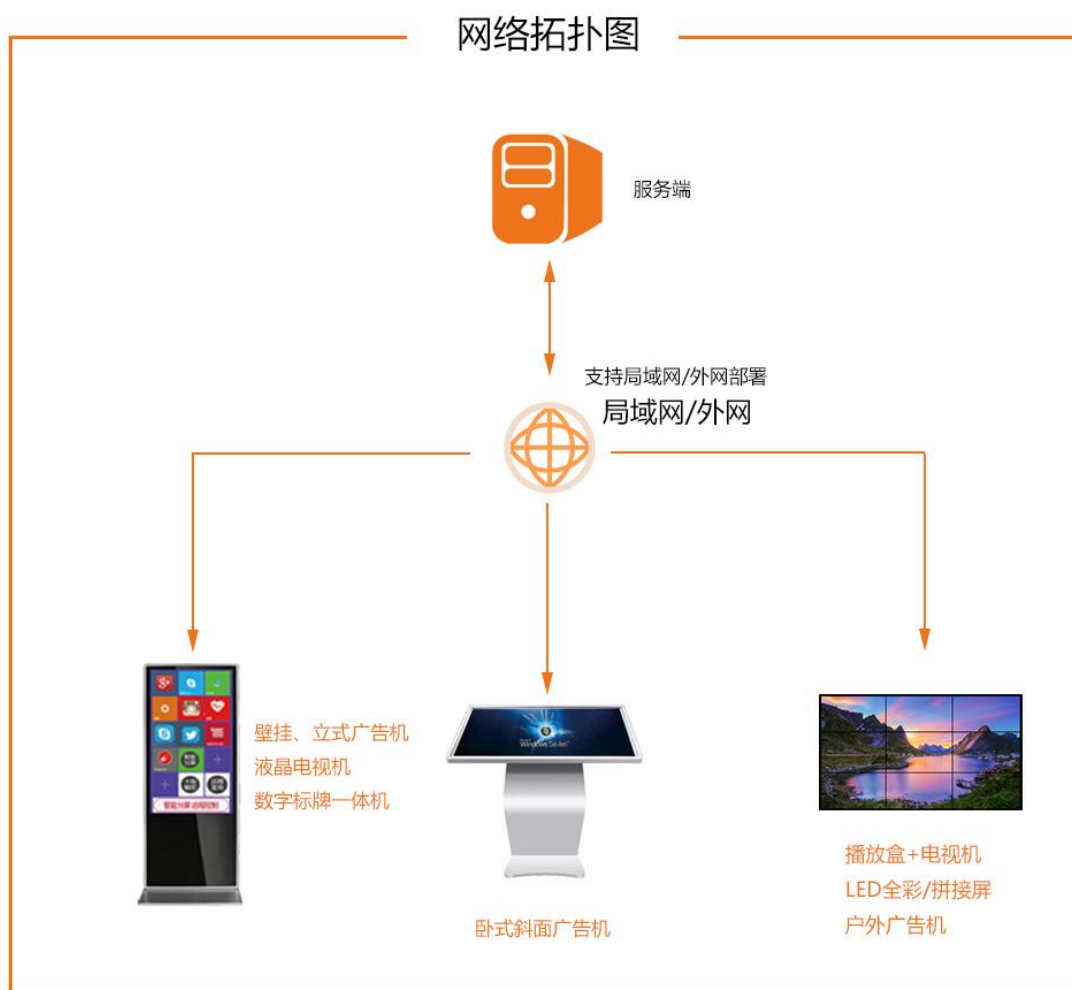 网络拓扑图
服务端
支持局域网/外网部署
局域网/外网
壁挂、立式广告机
液晶电视机
数字标牌一体机
卧式斜面广告机
播放盒+电视机
LED全彩/拼接屏
户外广告机